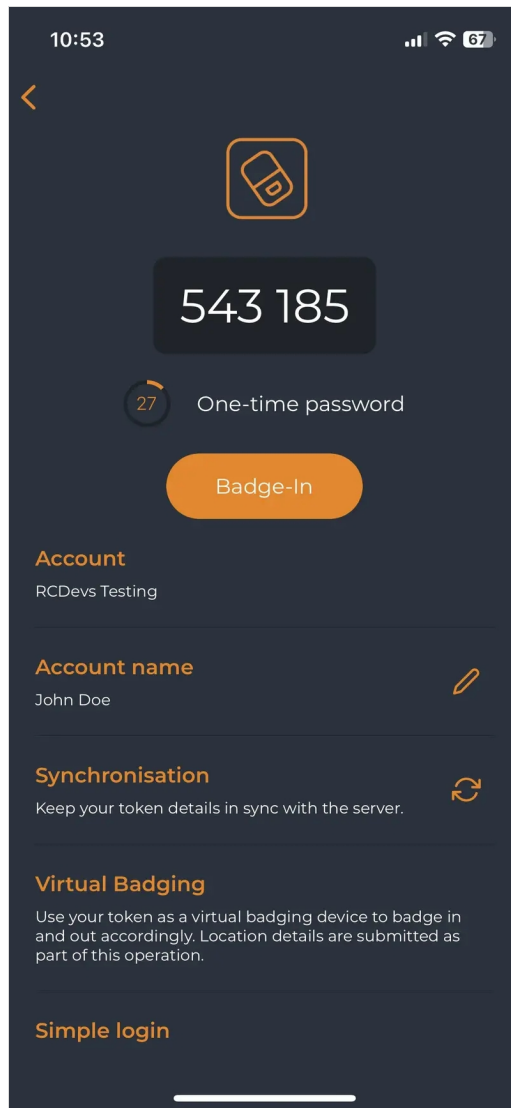 10:53
67
543 185
27
One-time password
Badge-In
Account
RCDevs Testing
Account name
John Doe
Synchronisation
Keep your token details in sync with the server.
Virtual Badging
Use your token as a virtual badging device to badge in
and out accordingly. Location details are submitted as
part of this operation.
Simple login